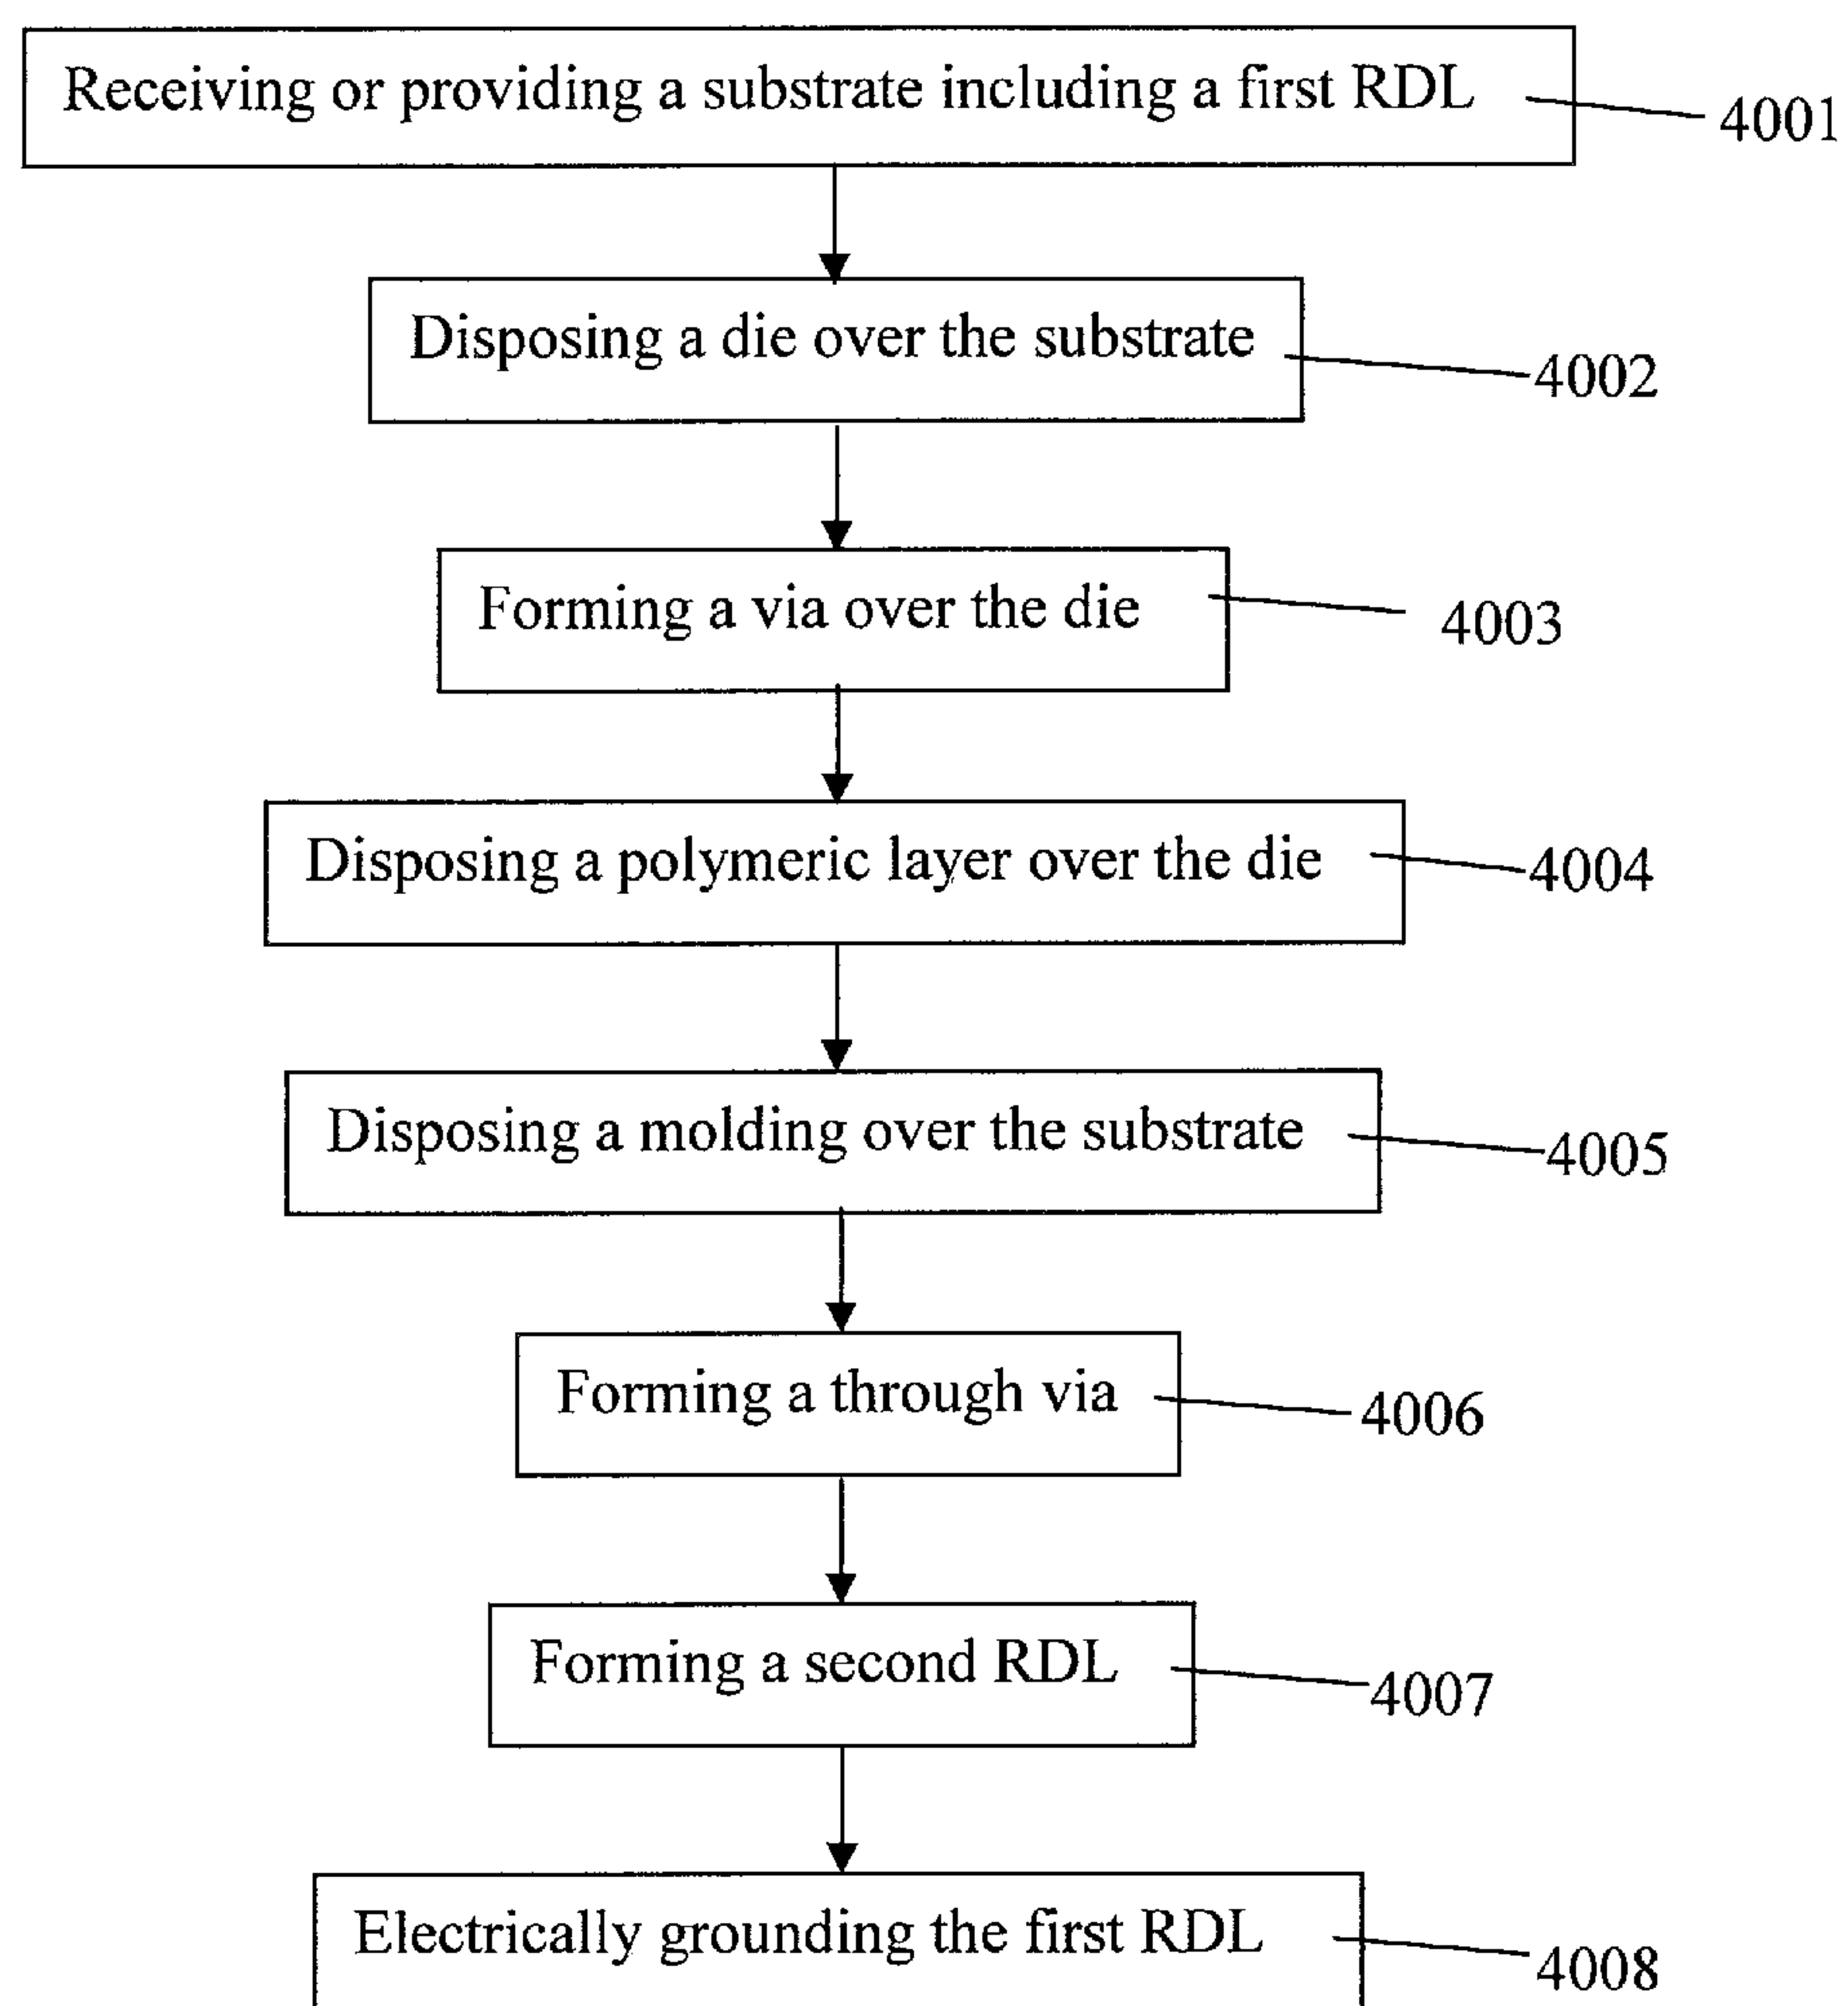 Receiving or providing a substrate including a first RDL
4001
Disposing a die over the substrate
4002
Forming a via over the die
4003
Disposing a polymeric layer over the die
4004
Disposing a molding over the substrate
4005
Forming a through via
4006
Forming a second RDL
4007
Electrically grounding the first RDL
4008